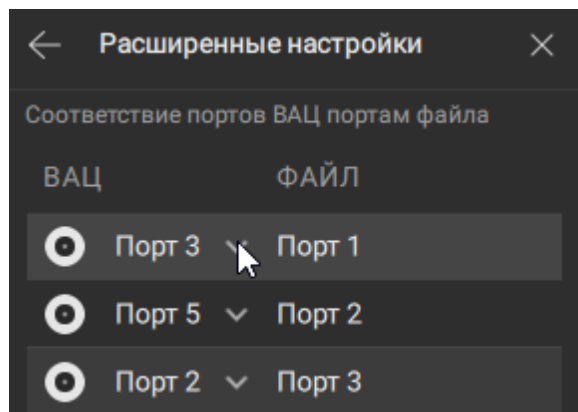 Расширенные настройки
Соответствие портов ВАЦ портам файла
ВАЦ ФАЙЛ
Порт 3 Порт 1
Порт 5 Порт 2
Порт 2 Порт 3